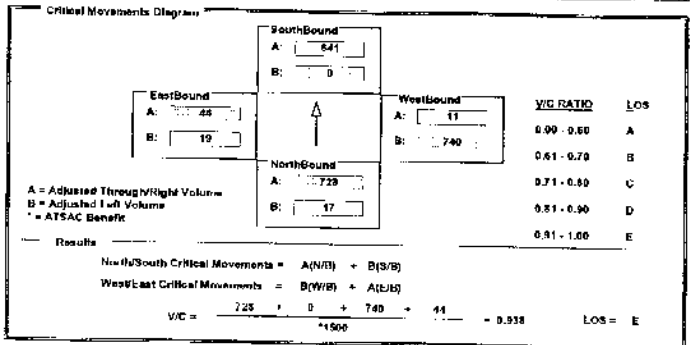 Critical Movements Diagram
SouthBound
A: 641
B: 0
EastBound
A: 44
B: 19
WestBound
A: 11
B: 740
NorthBound
A: 728
B: 17
V/C RATIO LOS
0.00 - 0.60 A
0.61 - 0.70 B
0.71 - 0.80 C
0.81 - 0.90 D
0.91 - 1.00 E
A = Adjusted Through/Right Volume
B = Adjusted Left Volume
* = ATSAC Benefit
Results
North/South Critical Movements = A(N/B) + B(S/B)
West/East Critical Movements = B(W/B) + A(E/B)
V/C = 728 + 0 + 740 + 44 = 0.938 LOS = E
*1500